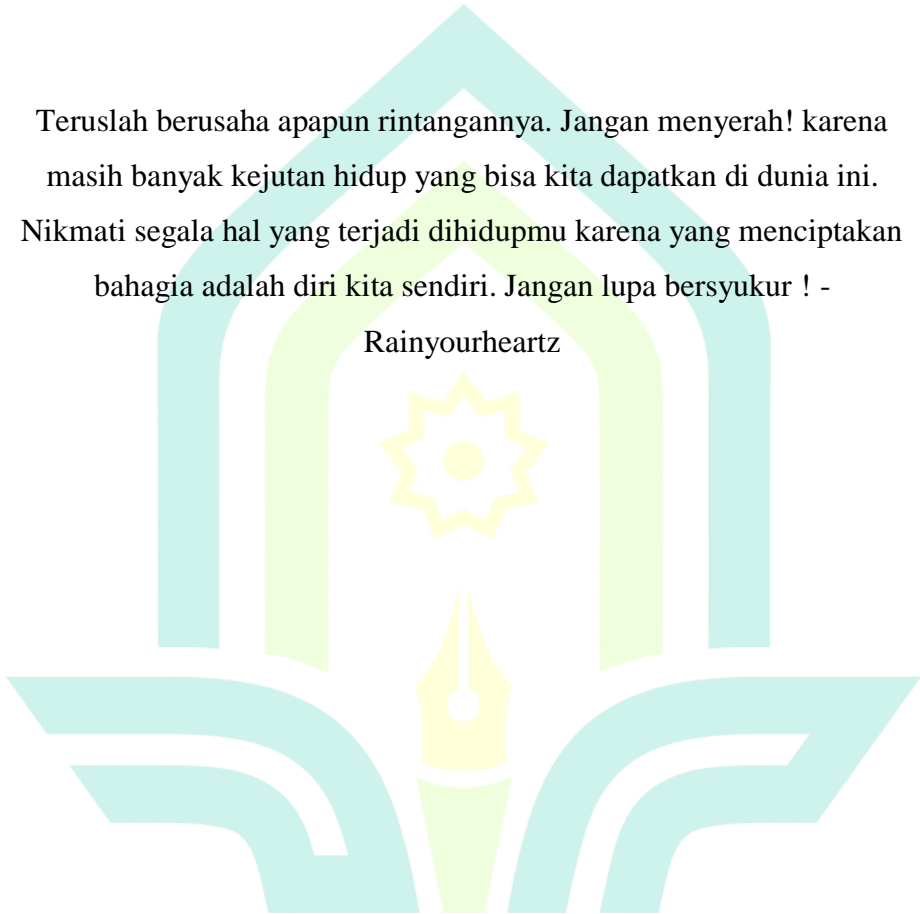 Teruslah berusaha apapun rintangannya. Jangan menyerah! karena
masih banyak kejutan hidup yang bisa kita dapatkan di dunia ini.
Nikmati segala hal yang terjadi dihidupmu karena yang menciptakan
bahagia adalah diri kita sendiri. Jangan lupa bersyukur ! -
Rainyourheartz